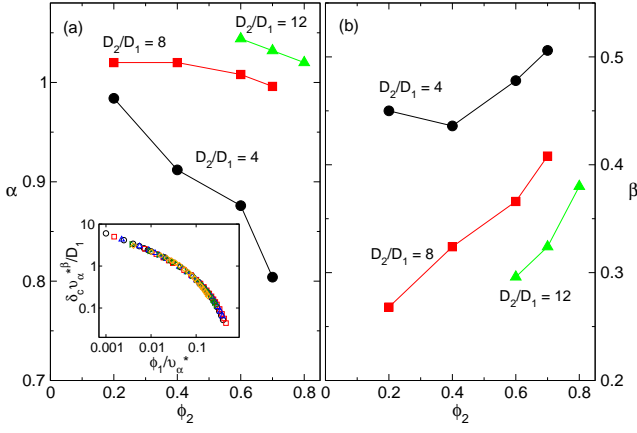 (a)
D₂/D₁ = 12
D₂/D₁ = 8
D₂/D₁ = 4
α
1
0.9
0.8
0.7
0
0.2
0.4
0.6
0.8
ϕ₂
δ_c υ_α*^β/D₁
10
1
0.1
0.001
0.01
0.1
ϕ₁/υ_α*
(b)
D₂/D₁ = 4
D₂/D₁ = 8
D₂/D₁ = 12
β
0.5
0.4
0.3
0.2
0
0.2
0.4
0.6
0.8
ϕ₂